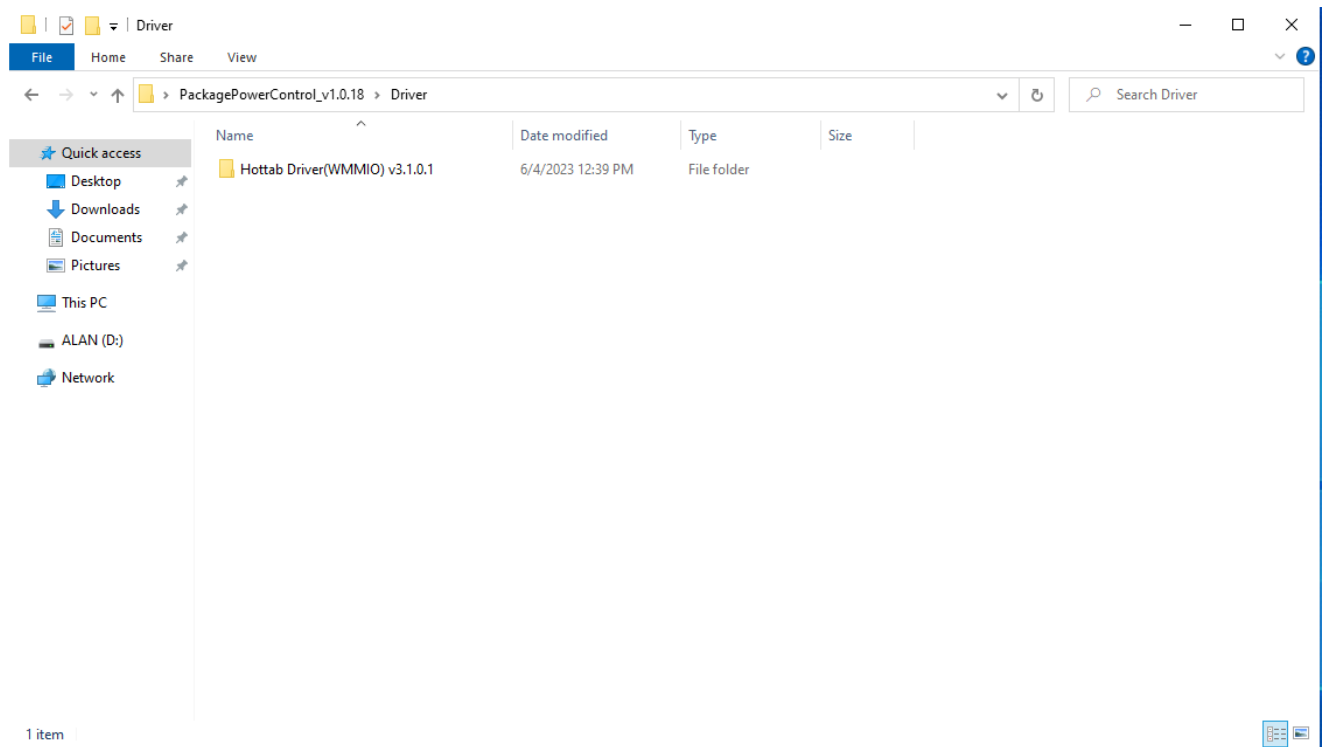 Driver
File Home Share View
PackagePowerControl_v1.0.18 > Driver
Search Driver
Name Date modified Type Size
Quick access
Hottab Driver(WMMIO) v3.1.0.1 6/4/2023 12:39 PM File folder
Desktop
Downloads
Documents
Pictures
This PC
ALAN (D:)
Network
1 item